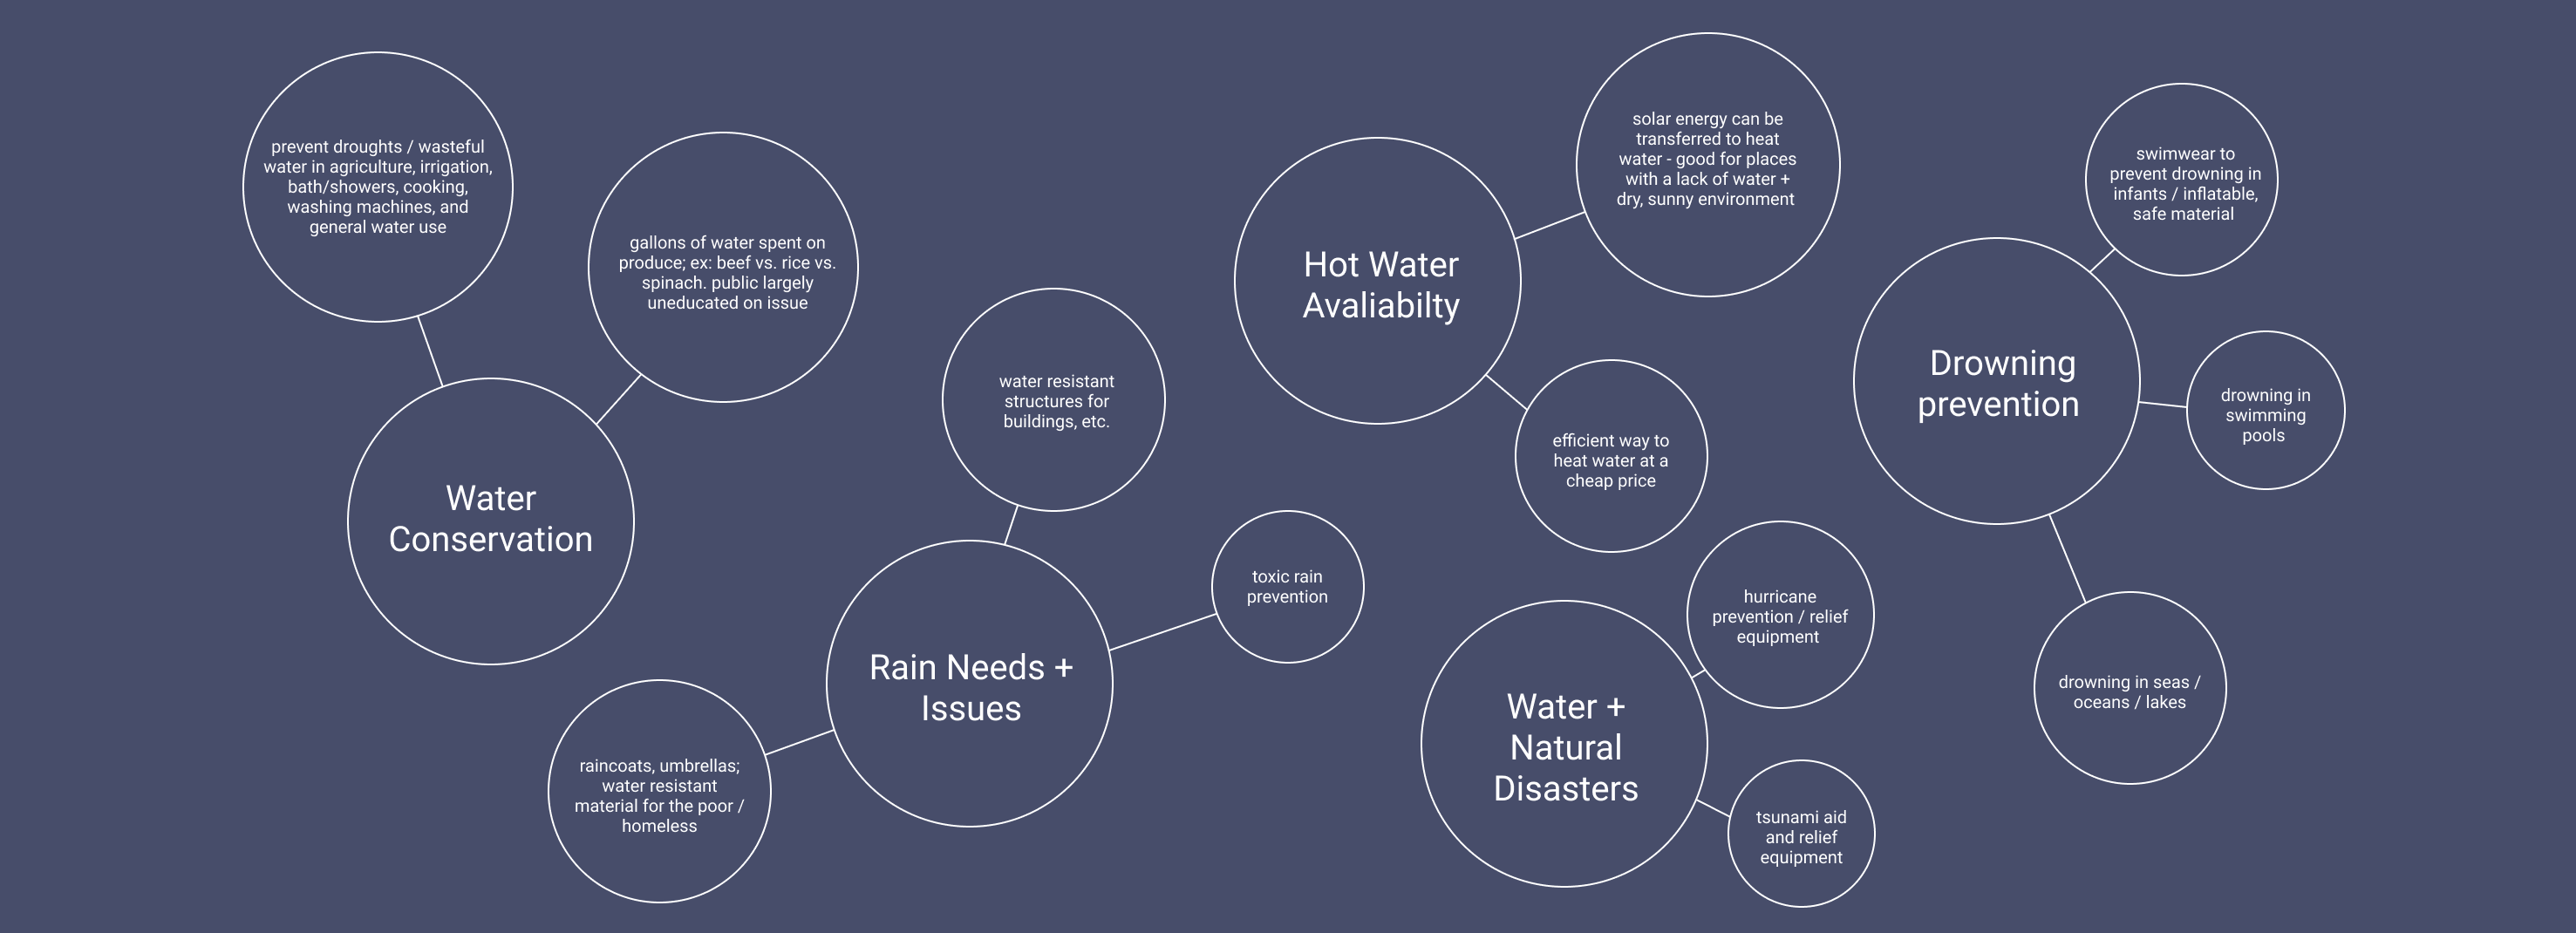 prevent droughts / wasteful
water in agriculture, irrigation,
bath/showers, cooking,
washing machines, and
general water use
gallons of water spent on
produce; ex: beef vs. rice vs.
spinach. public largely
uneducated on issue
Water
Conservation
water resistant
structures for
buildings, etc.
toxic rain
prevention
Rain Needs +
Issues
raincoats, umbrellas;
water resistant
material for the poor /
homeless
solar energy can be
transferred to heat
water - good for places
with a lack of water +
dry, sunny environment
Hot Water
Avaliabilty
efficient way to
heat water at a
cheap price
hurricane
prevention / relief
equipment
Water +
Natural
Disasters
tsunami aid
and relief
equipment
swimwear to
prevent drowning in
infants / inflatable,
safe material
Drowning
prevention
drowning in
swimming
pools
drowning in seas /
oceans / lakes